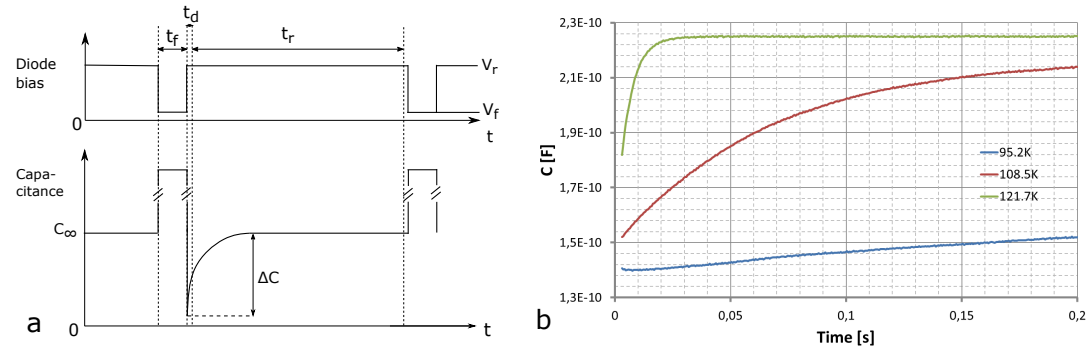 t_d
t_f
t_r
Diode
bias
V_r
V_f
0
t
Capa-
citance
C_∞
ΔC
0
t
a
2,3E-10
2,1E-10
1,9E-10
1,7E-10
1,5E-10
1,3E-10
C [F]
95.2K
108.5K
121.7K
0
0,05
0,1
0,15
0,2
Time [s]
b